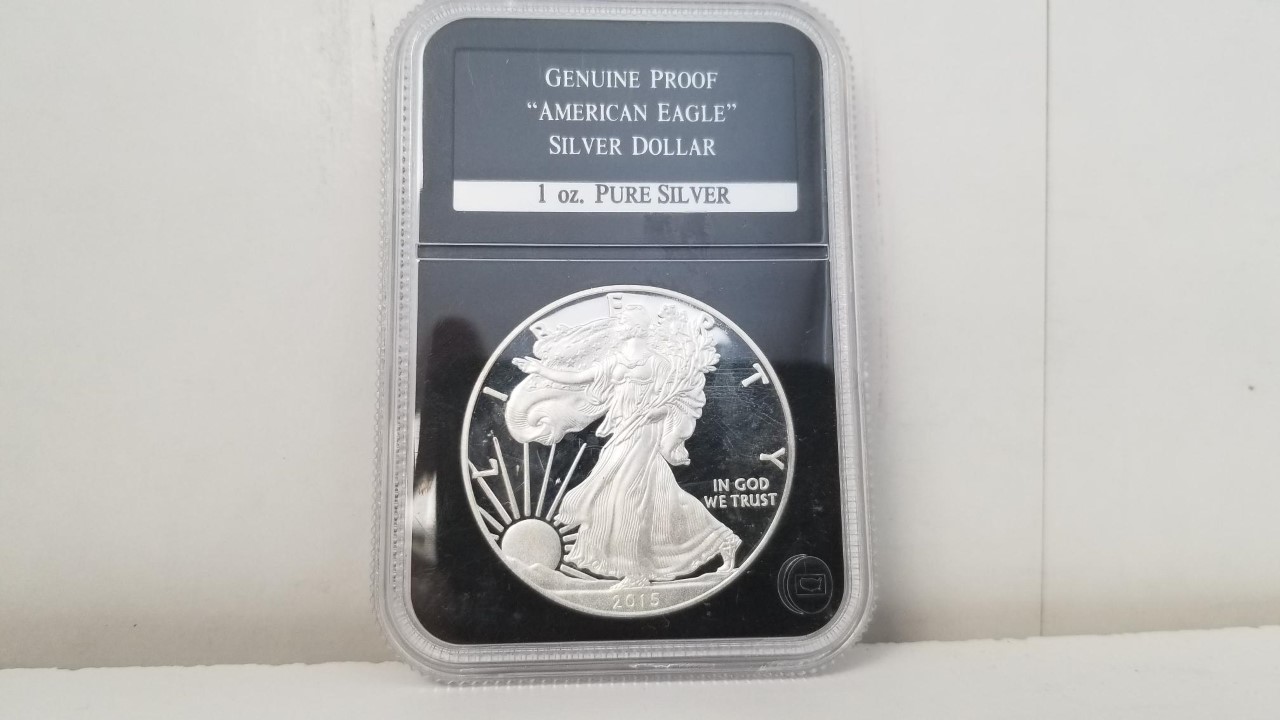 GENUINE PROOF
“AMERICAN EAGLE”
SILVER DOLLAR
1 oz. PURE SILVER
LIBERTY
IN GOD
WE TRUST
2015